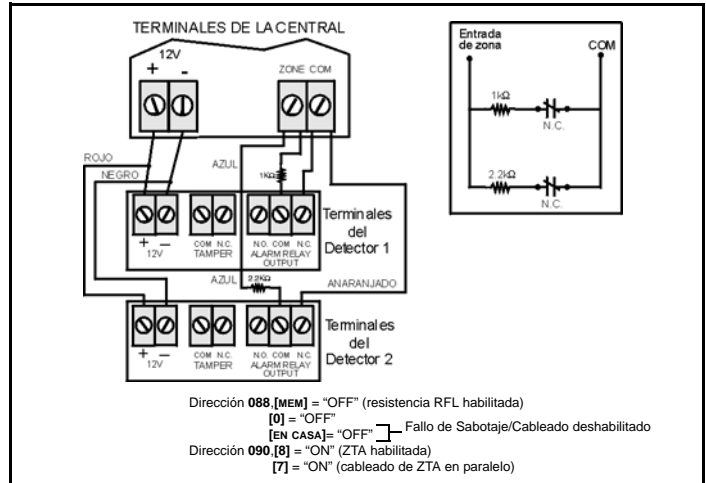 TERMINALES DE LA CENTRAL
12V
+ -
ZONE COM
ROJO
NEGRO
AZUL
1KΩ
Terminales
del
Detector 1
+ —
12V
COM N.C.
TAMPER
N.O. COM N.C.
ALARM RELAY
OUTPUT
AZUL
2.2KΩ
ANARANJADO
Terminales
del
Detector 2
+ —
12V
COM N.C.
TAMPER
N.O. COM N.C.
ALARM RELAY
OUTPUT
Entrada
de zona
COM
1kΩ
N.C.
2.2kΩ
N.C.
Dirección 088,[MEM] = “OFF” (resistencia RFL habilitada)
[0] = “OFF”
[EN CASA]= “OFF”
Fallo de Sabotaje/Cableado deshabilitado
Dirección 090,[8] = “ON” (ZTA habilitada)
[7] = “ON” (cableado de ZTA en paralelo)